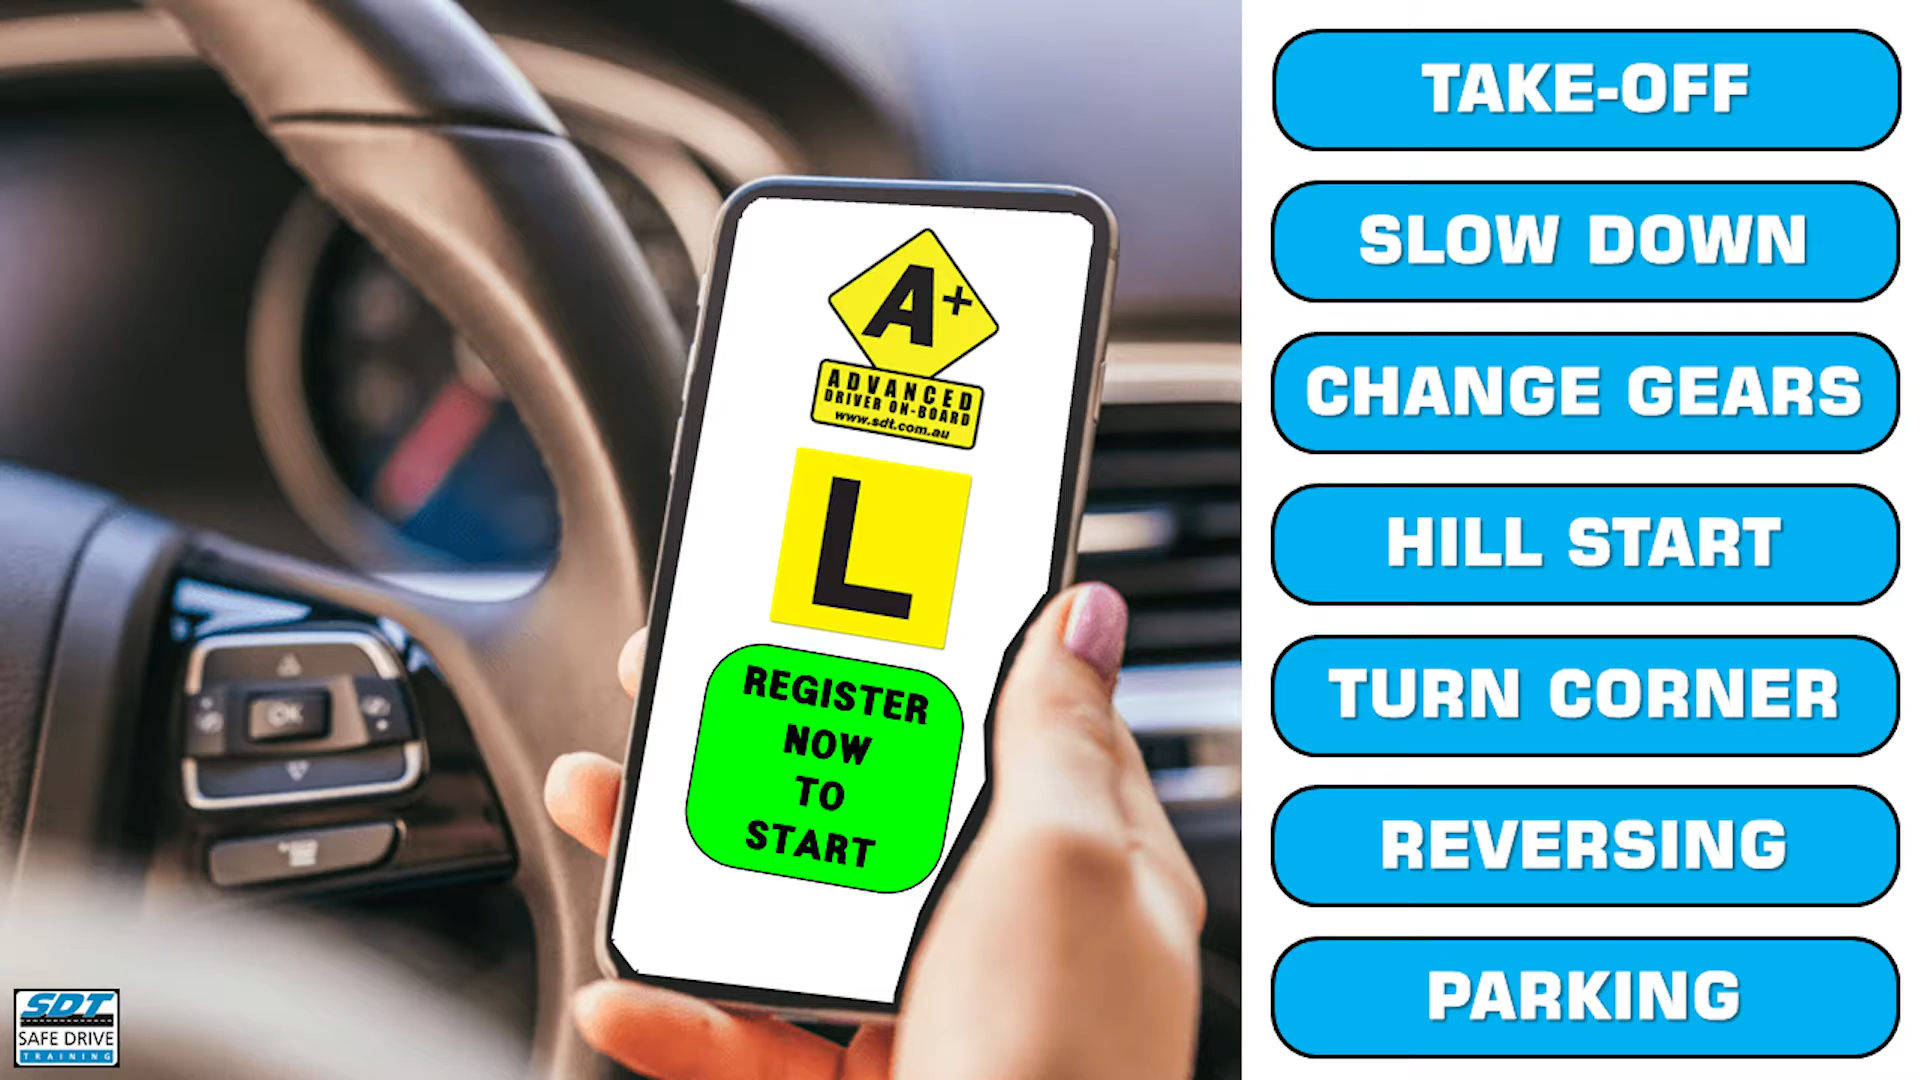 A+
ADVANCED
DRIVER ON-BOARD
www.sdt.com.au
L
REGISTER
NOW
TO
START
OK
SDT
SAFE DRIVE
TRAINING
TAKE-OFF
SLOW DOWN
CHANGE GEARS
HILL START
TURN CORNER
REVERSING
PARKING